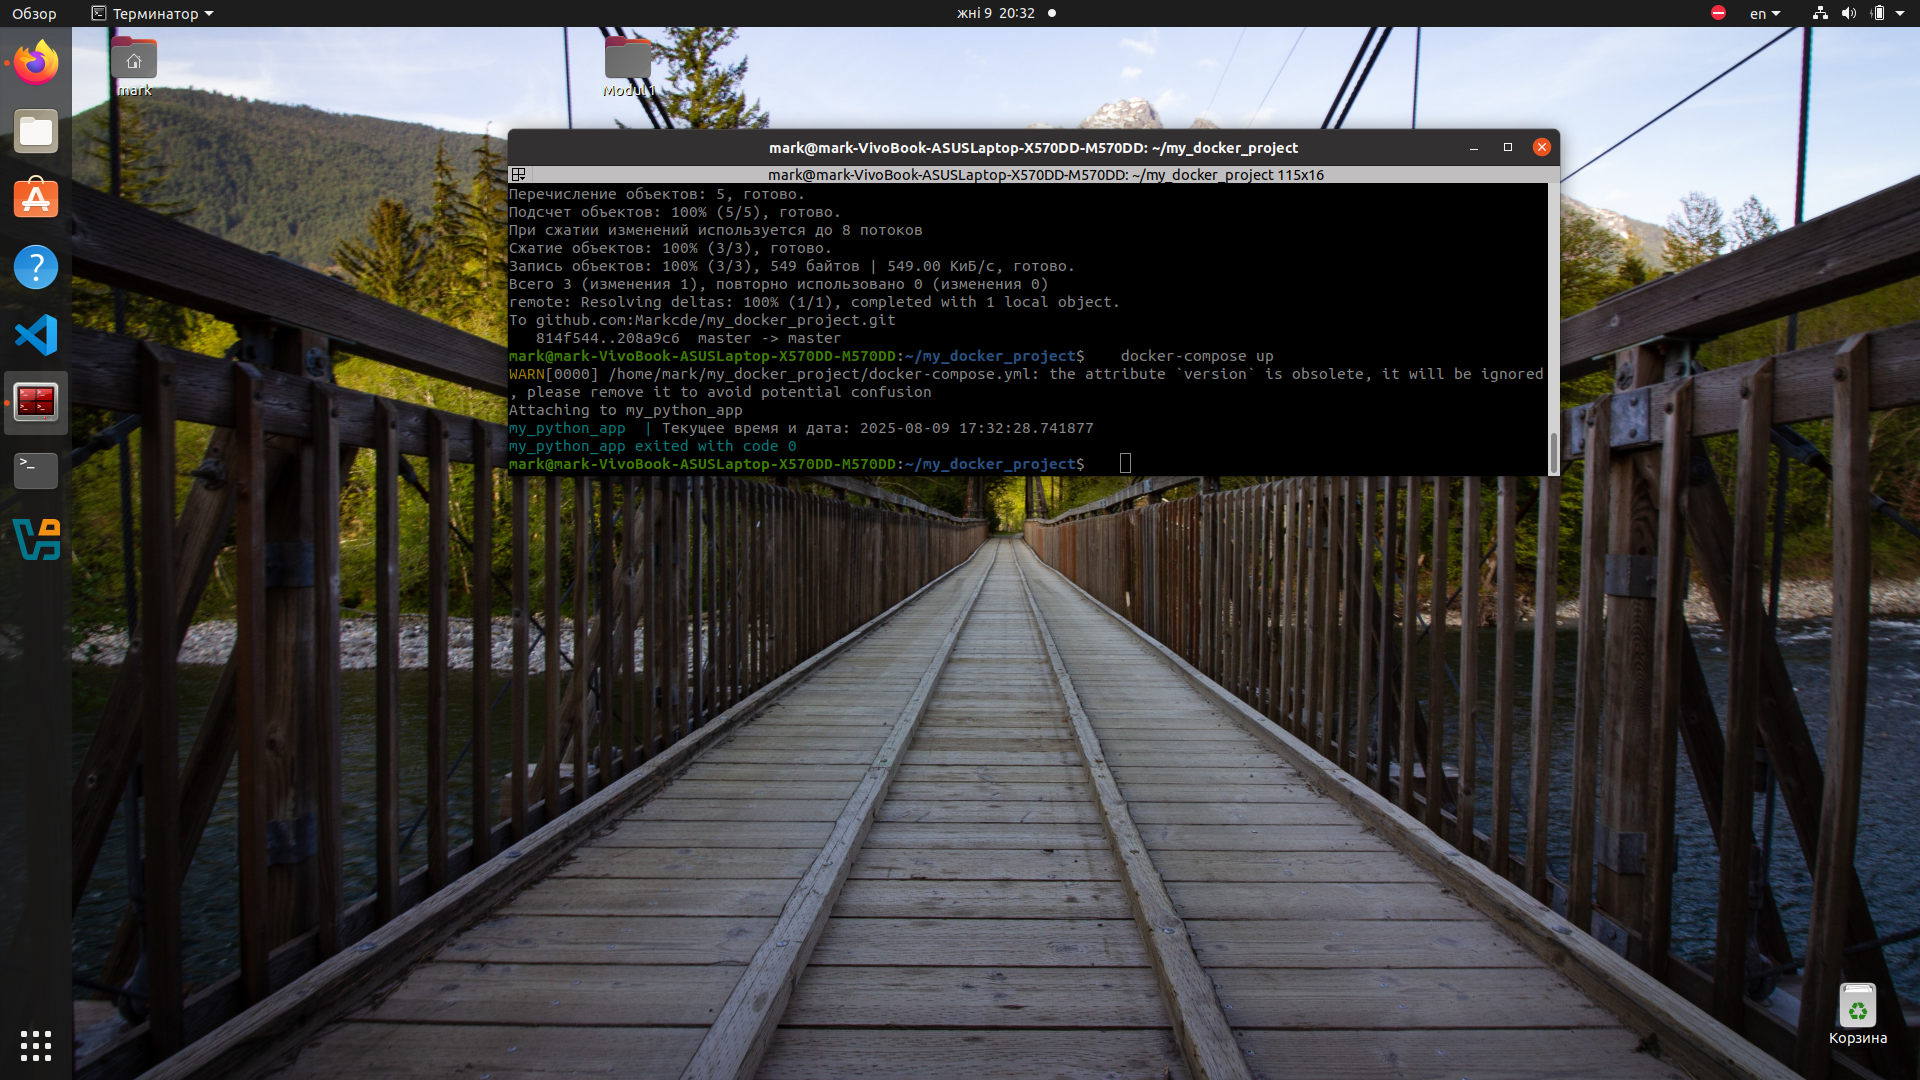 Обзор
Терминатор
жні 9 20:32
en
mark
Modul1
mark@mark-VivoBook-ASUSLaptop-X570DD-M570DD: ~/my_docker_project
mark@mark-VivoBook-ASUSLaptop-X570DD-M570DD: ~/my_docker_project 115x16
Перечисление объектов: 5, готово.
Подсчет объектов: 100% (5/5), готово.
При сжатии изменений используется до 8 потоков
Сжатие объектов: 100% (3/3), готово.
Запись объектов: 100% (3/3), 549 байтов | 549.00 КиБ/с, готово.
Всего 3 (изменения 1), повторно использовано 0 (изменения 0)
remote: Resolving deltas: 100% (1/1), completed with 1 local object.
To github.com:Markcde/my_docker_project.git
   814f544..208a9c6  master -> master
mark@mark-VivoBook-ASUSLaptop-X570DD-M570DD:~/my_docker_project$    docker-compose up
WARN[0000] /home/mark/my_docker_project/docker-compose.yml: the attribute `version` is obsolete, it will be ignored
, please remove it to avoid potential confusion
Attaching to my_python_app
my_python_app  | Текущее время и дата: 2025-08-09 17:32:28.741877
my_python_app exited with code 0
mark@mark-VivoBook-ASUSLaptop-X570DD-M570DD:~/my_docker_project$
Корзина